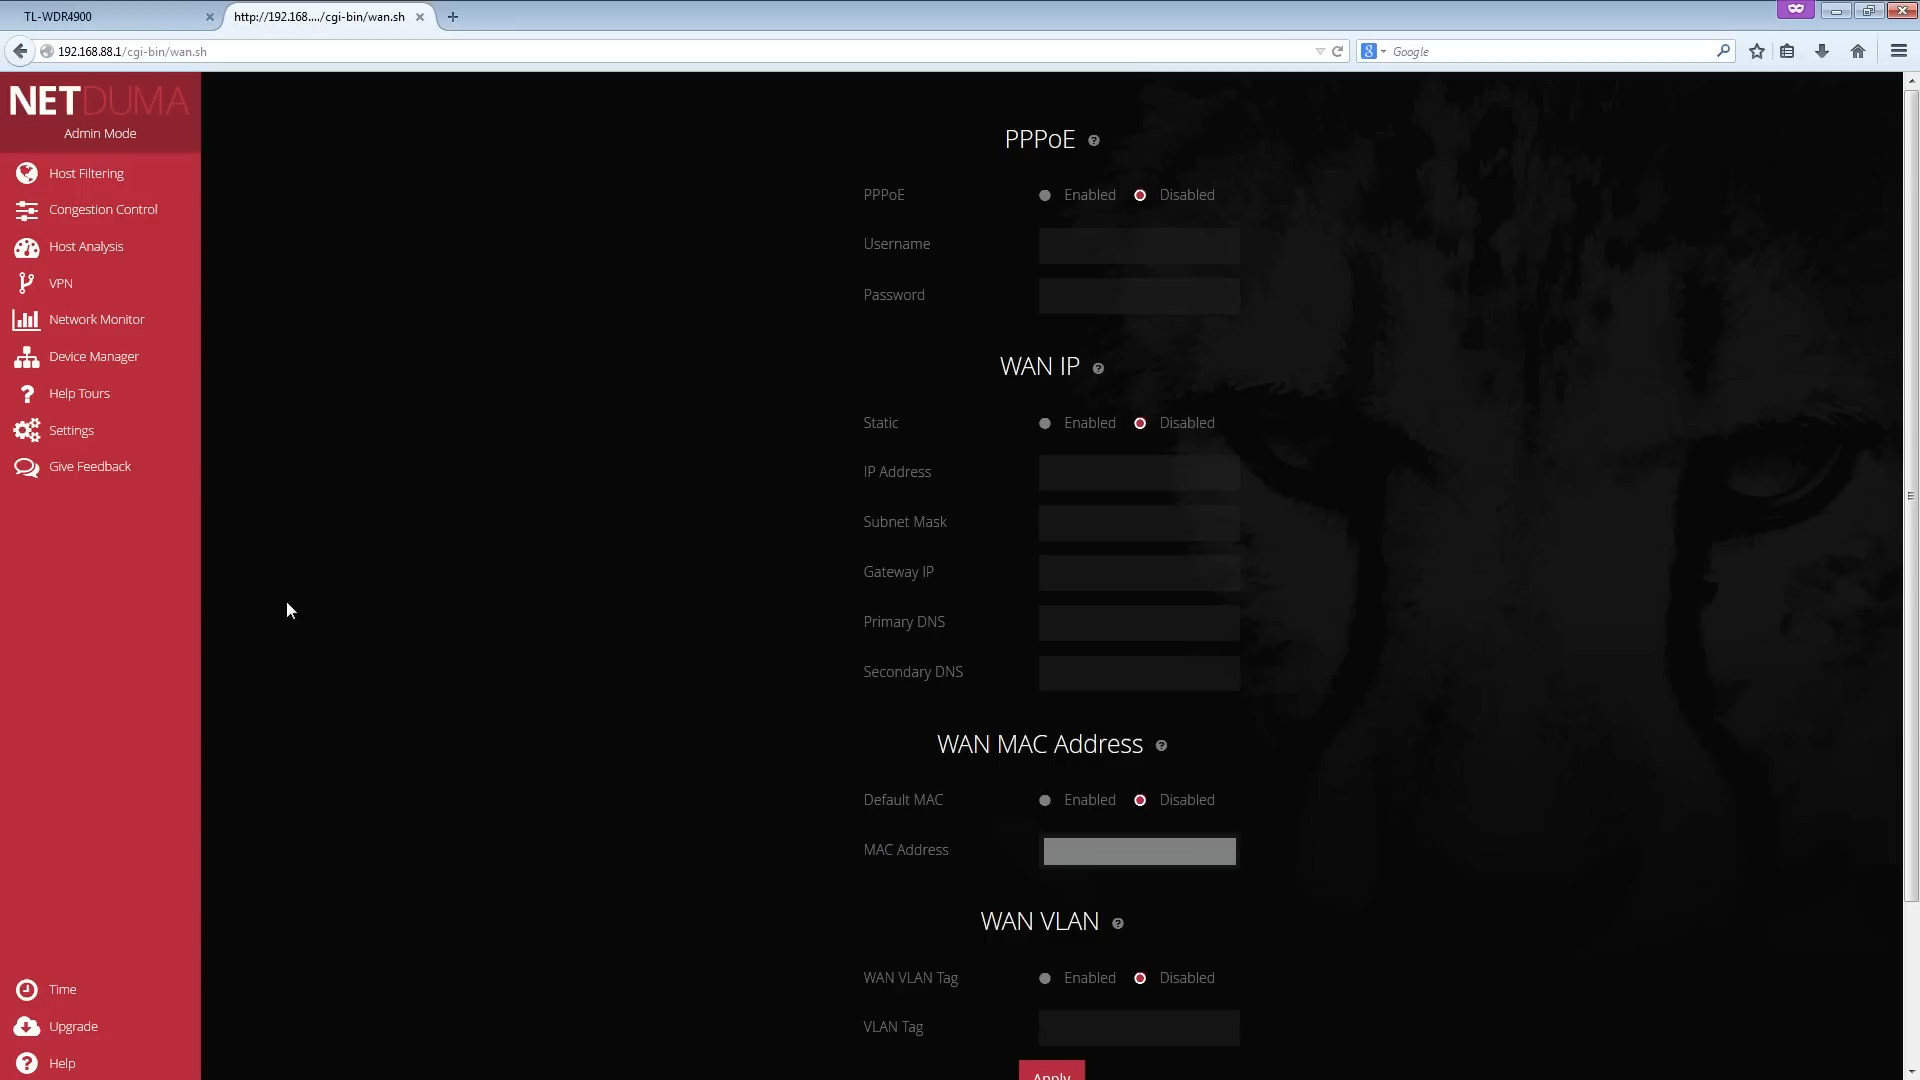 TL-WDR4900
http://192.168..../cgi-bin/wan.sh
192.168.88.1/cgi-bin/wan.sh
Google
NETDUMA
Admin Mode
Host Filtering
Congestion Control
Host Analysis
VPN
Network Monitor
Device Manager
Help Tours
Settings
Give Feedback
Time
Upgrade
Help
PPPoE
PPPoE Enabled Disabled
Username
Password
WAN IP
Static Enabled Disabled
IP Address
Subnet Mask
Gateway IP
Primary DNS
Secondary DNS
WAN MAC Address
Default MAC Enabled Disabled
MAC Address
WAN VLAN
WAN VLAN Tag Enabled Disabled
VLAN Tag
Apply